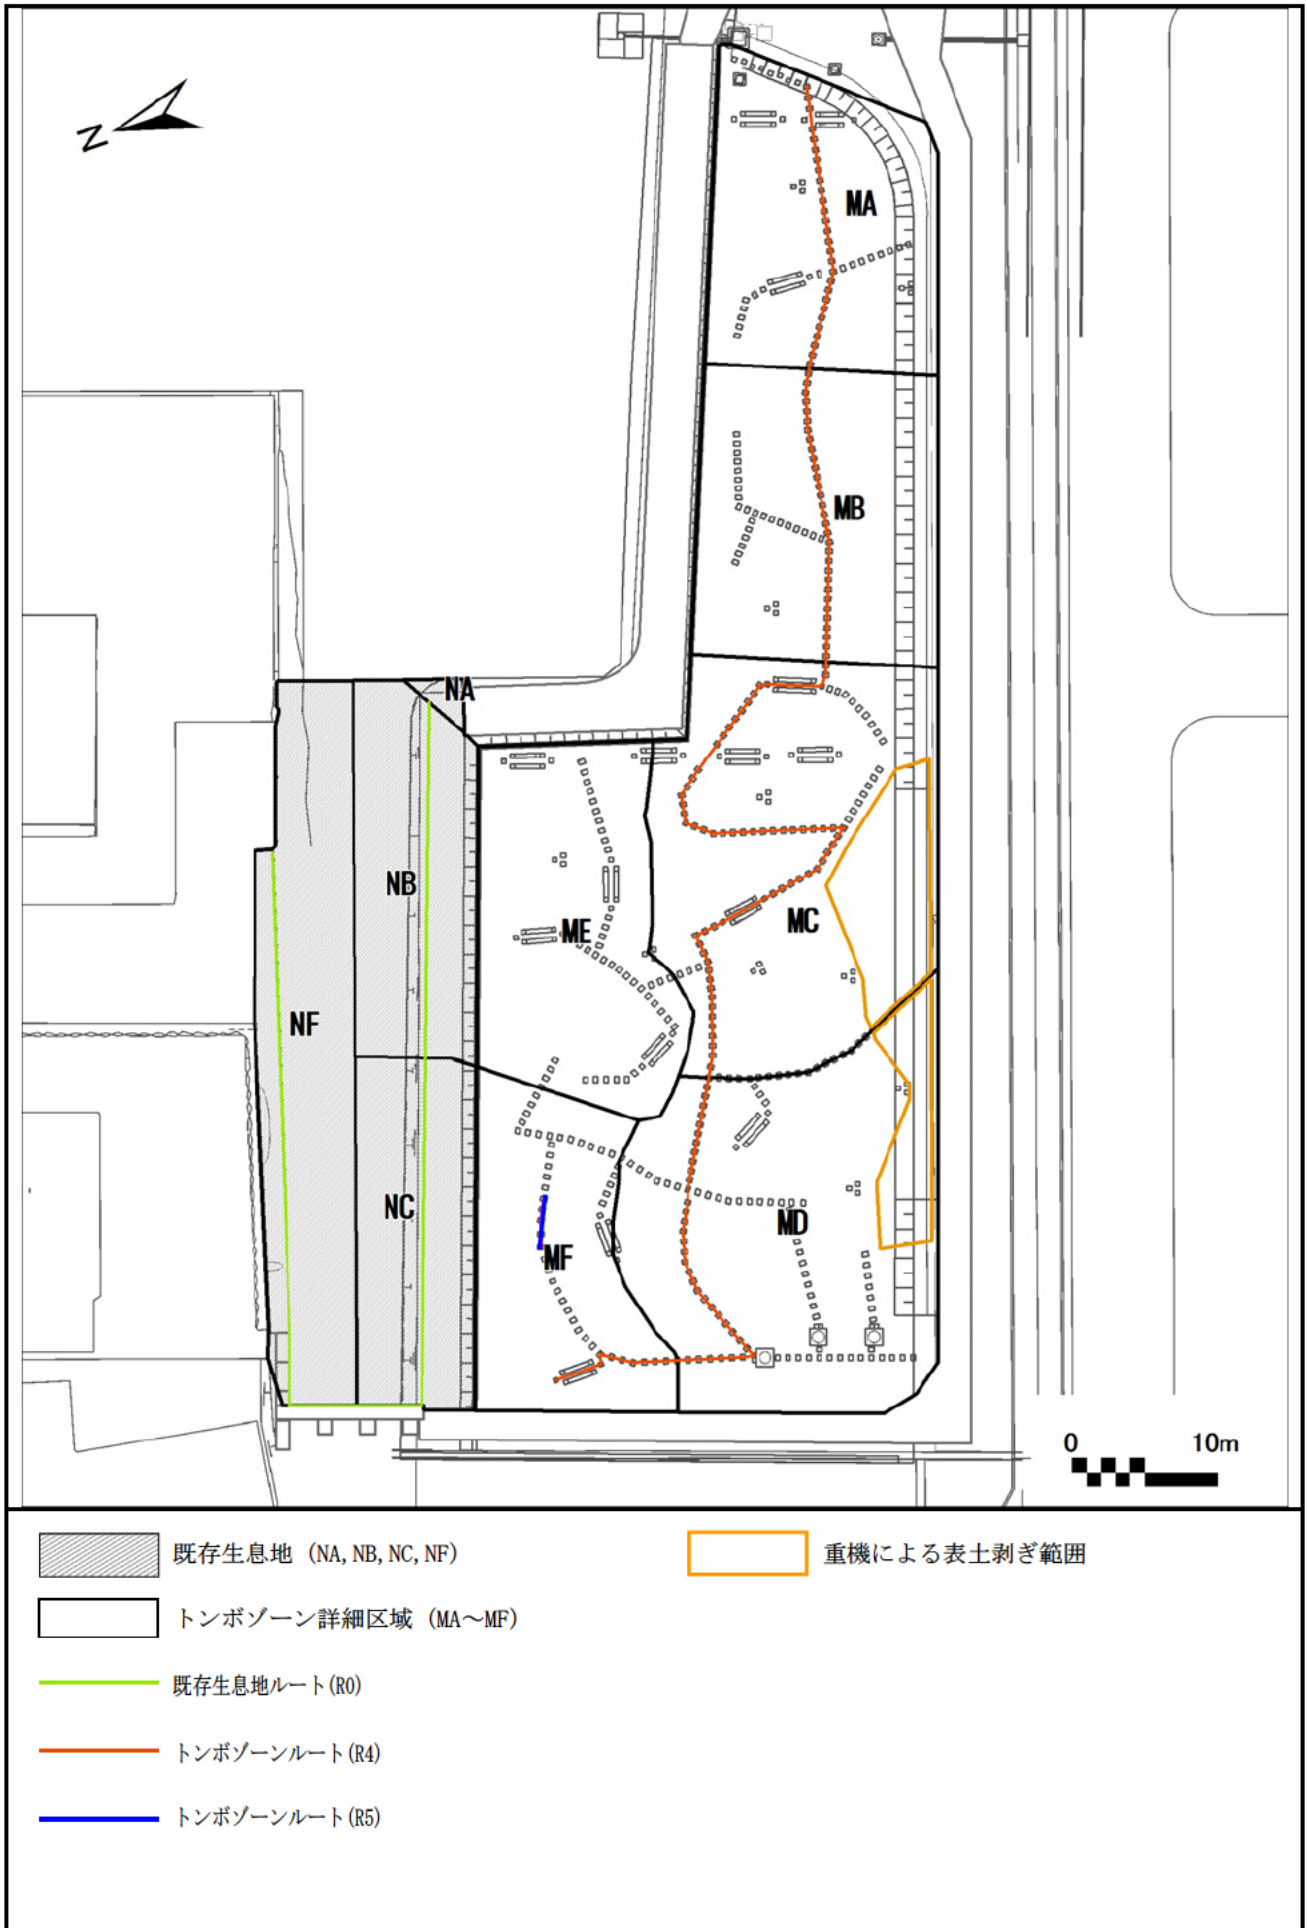 N
MA
MB
NA
NB
ME
MC
NF
NC
MD
MF
0 10m
既存生息地 (NA, NB, NC, NF)
重機による表土剥ぎ範囲
トンボゾーン詳細区域 (MA～MF)
既存生息地ルート(R0)
トンボゾーンルート(R4)
トンボゾーンルート(R5)